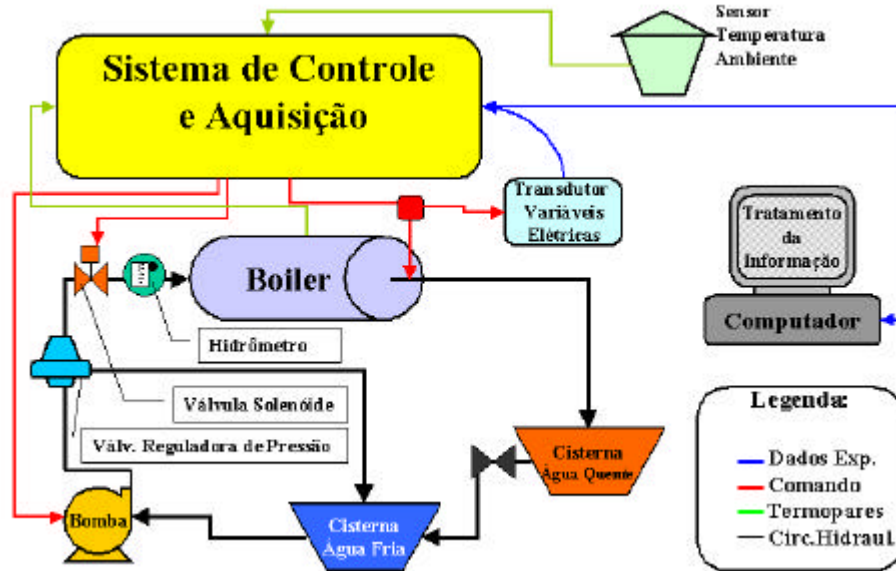 Sensor
Temperatura
Ambiente
Sistema de Controle
e Aquisição
Transdutor
Variáveis
Elétricas
Tratamento
da
Informação
Boiler
Computador
Hidrômetro
Válvula Solenóide
Válv. Reguladora de Pressão
Legenda:
Dados Exp.
Comando
Termopares
Circ.Hidraul.
Cisterna
Água Quente
Bomba
Cisterna
Água Fria